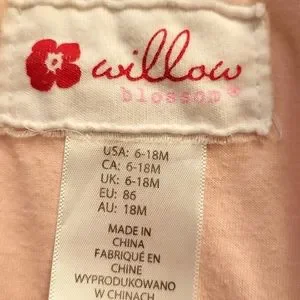 willow
blossom®
USA: 6-18M
CA: 6-18M
UK: 6-18M
EU: 86
AU: 18M
MADE IN
CHINA
FABRIQUÉ EN
CHINE
WYPRODUKOWANO
W CHINACH